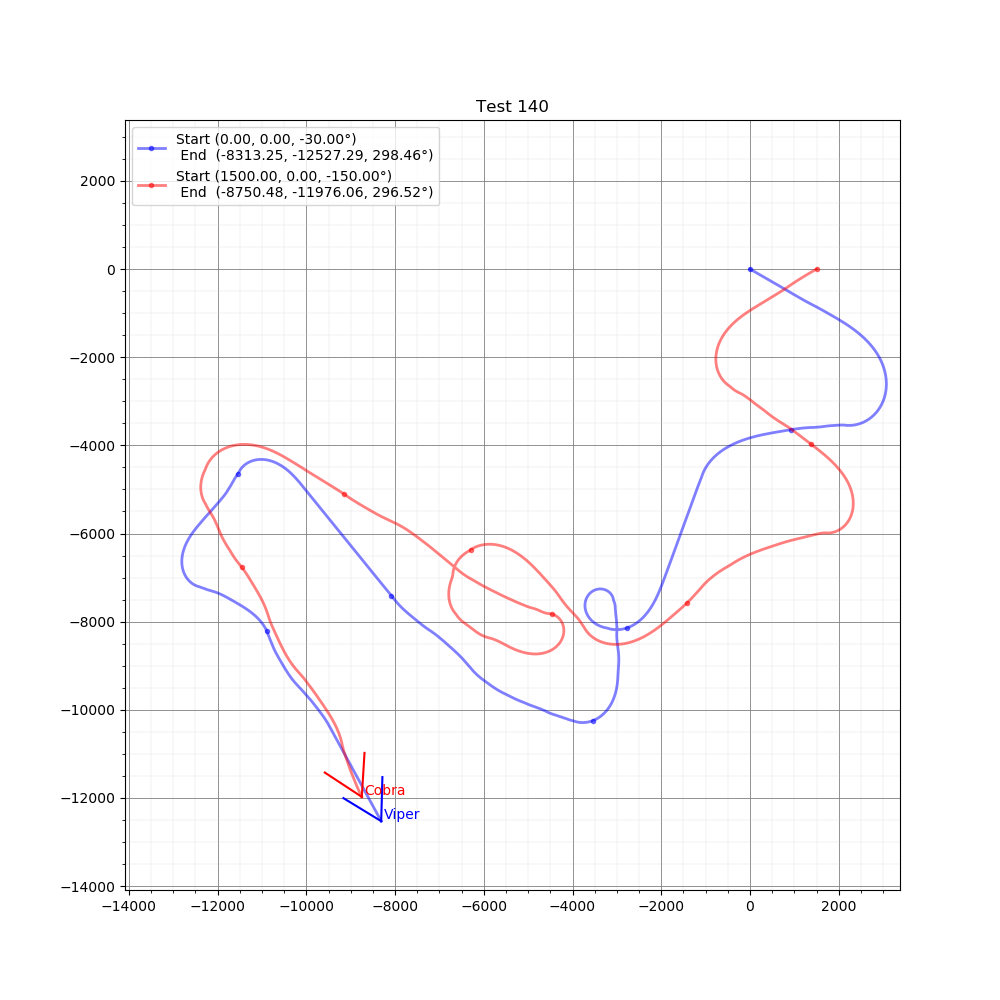 Test 140
Start (0.00, 0.00, -30.00°)
End  (-8313.25, -12527.29, 298.46°)
Start (1500.00, 0.00, -150.00°)
End  (-8750.48, -11976.06, 296.52°)
2000
0
−2000
−4000
−6000
−8000
−10000
−12000
−14000
Cobra
Viper
−14000 −12000 −10000 −8000 −6000 −4000 −2000 0 2000